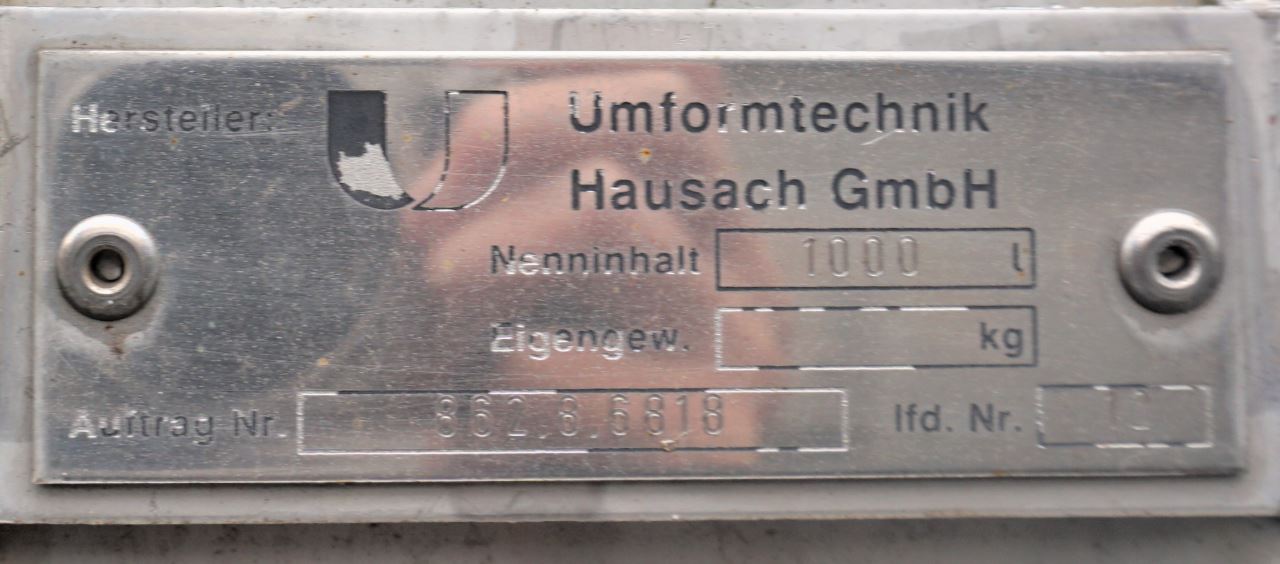 Hersteller: Umformtechnik
Hausach GmbH
Nenninhalt 1000 l
Eigengew. kg
Auftrag Nr. 862.8.6818 lfd. Nr.